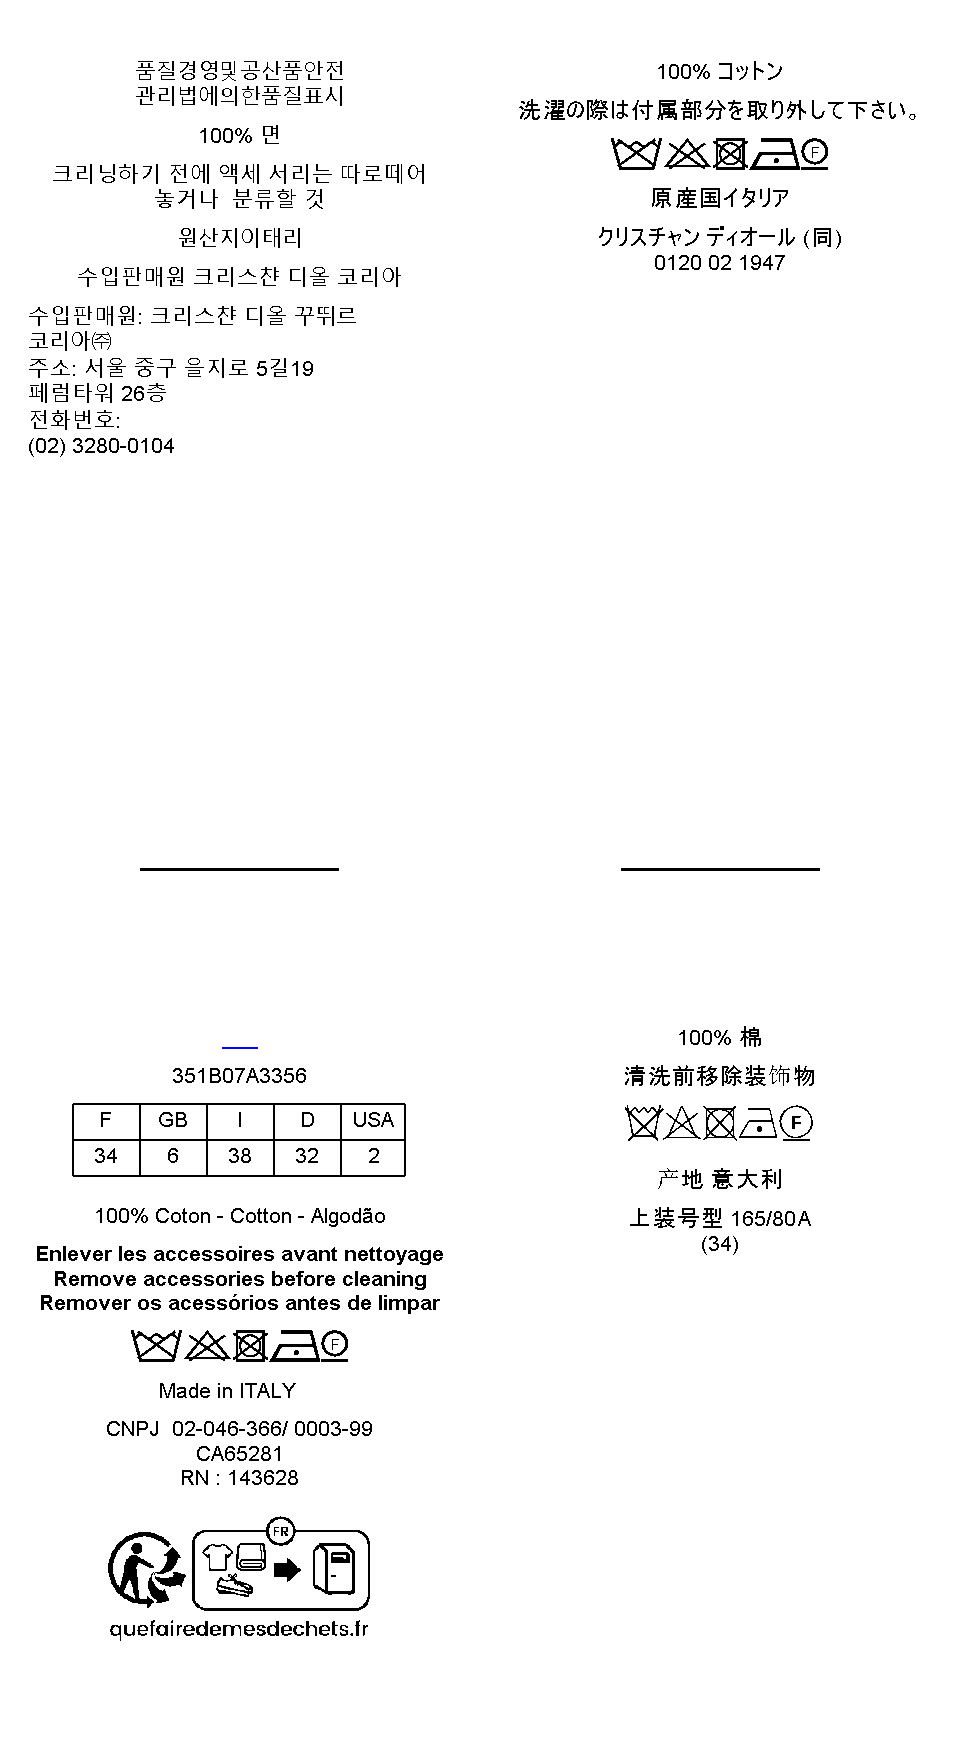 품질경영및공산품안전
관리법에의한품질표시
100% 면
크리닝하기 전에 액세 서리는 따로떼어
놓거나 분류할 것
원산지이태리
수입판매원 크리스챤 디올 코리아
수입판매원: 크리스챤 디올 꾸뛰르
코리아㈜
주소: 서울 중구 을지로 5길19
페럼타워 26층
전화번호:
(02) 3280-0104
100% コットン
洗濯の際は付属部分を取り外して下さい。
F
原産国イタリア
クリスチャン ディオール (同)
0120 02 1947
351B07A3356
F GB I D USA
34 6 38 32 2
100% Coton - Cotton - Algodão
Enlever les accessoires avant nettoyage
Remove accessories before cleaning
Remover os acessórios antes de limpar
F
Made in ITALY
CNPJ 02-046-366/ 0003-99
CA65281
RN : 143628
FR
quefairedemesdechets.fr
100% 棉
清洗前移除装饰物
F
产地 意大利
上装号型 165/80A
(34)